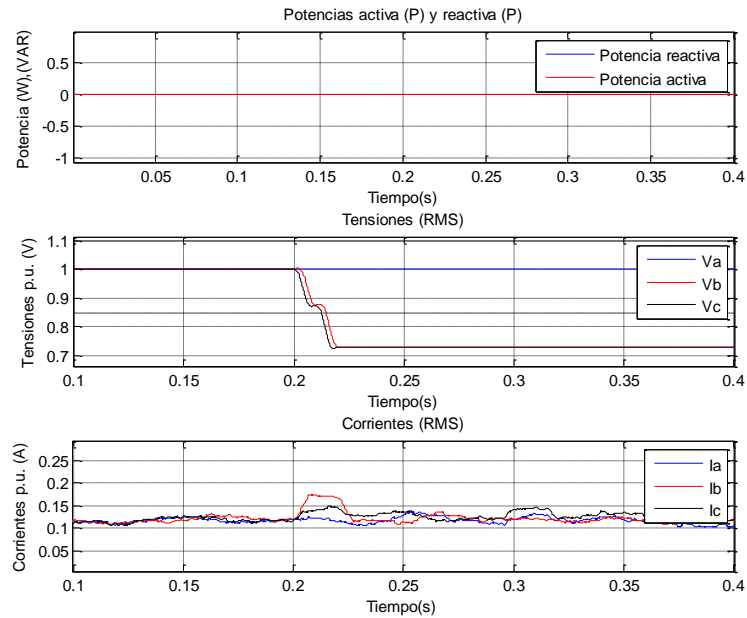 Potencias activa (P) y reactiva (P)
Potencia (W),(VAR)
0.5
0
-0.5
-1
Potencia reactiva
Potencia activa
0.05 0.1 0.15 0.2 0.25 0.3 0.35 0.4
Tiempo(s)
Tensiones (RMS)
Tensiones p.u. (V)
1.1
1
0.9
0.8
0.7
Va
Vb
Vc
0.1 0.15 0.2 0.25 0.3 0.35 0.4
Tiempo(s)
Corrientes (RMS)
Corrientes p.u. (A)
0.25
0.2
0.15
0.1
0.05
Ia
Ib
Ic
0.1 0.15 0.2 0.25 0.3 0.35 0.4
Tiempo(s)